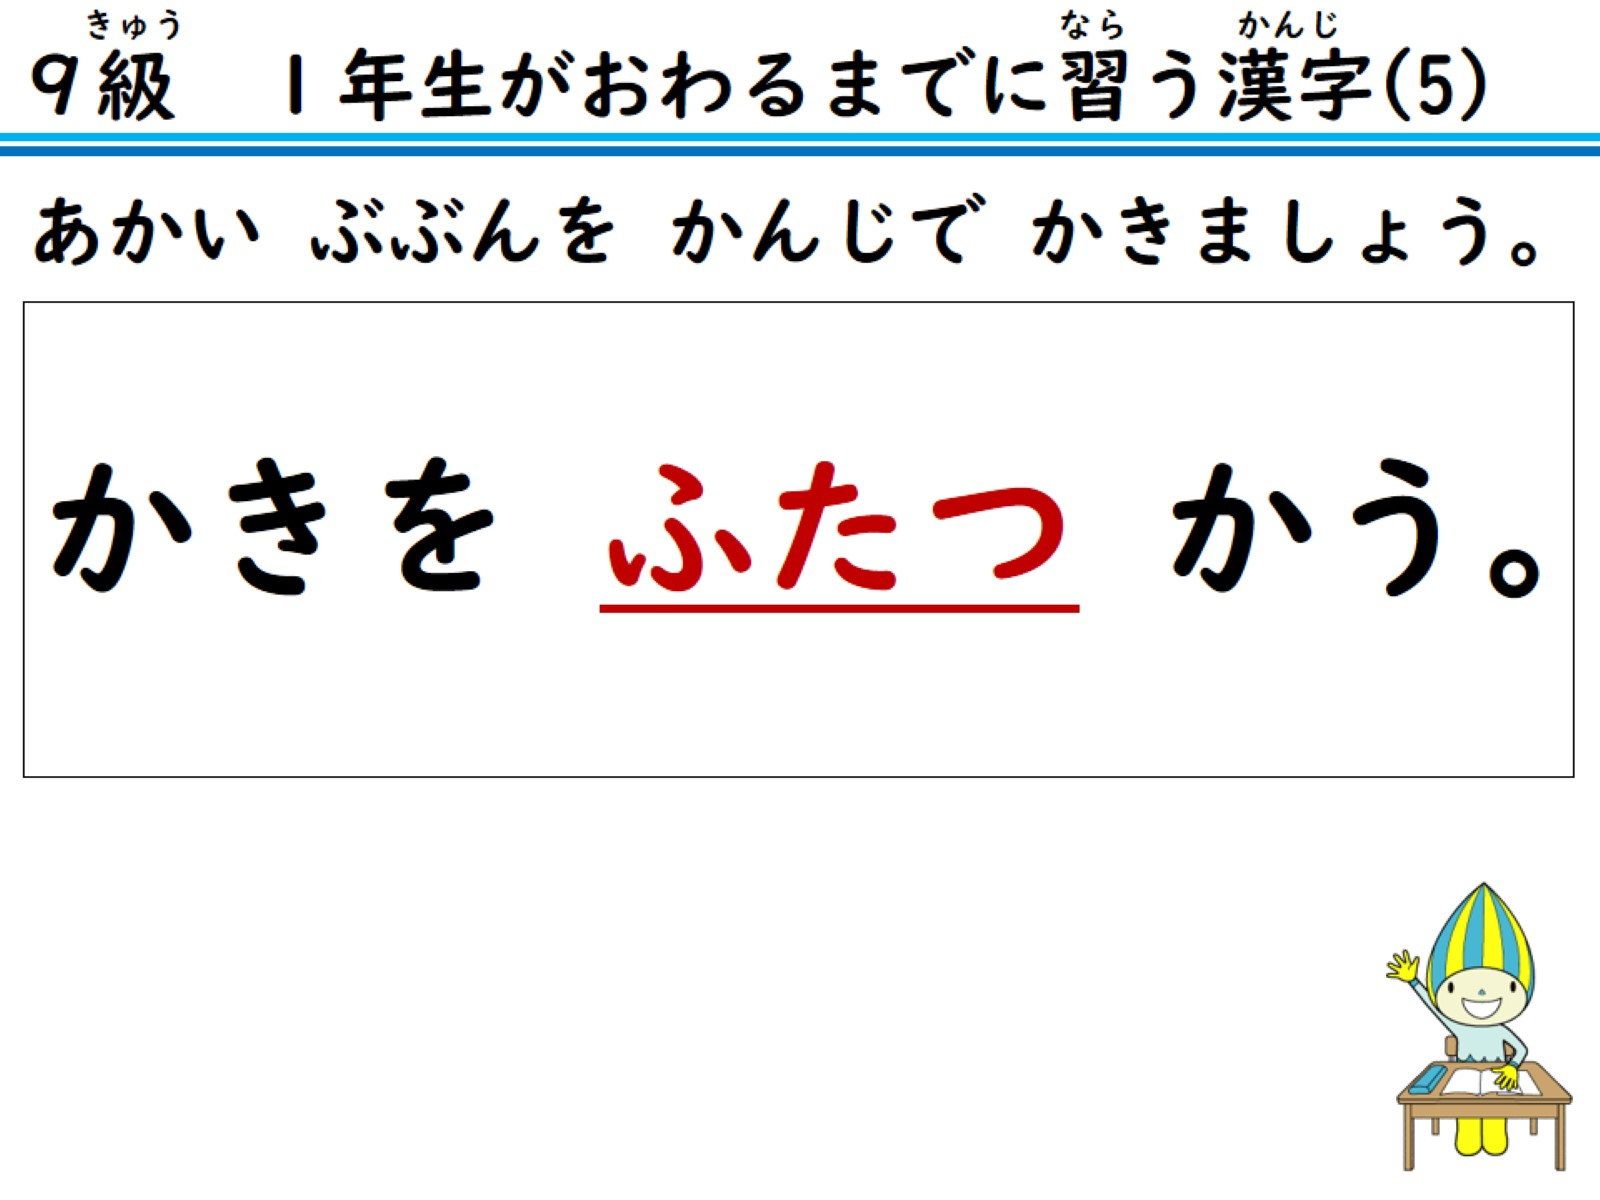 きゅう なら かんじ
9級 1年生がおわるまでに習う漢字(5)
あかい ぶぶんを かんじで かきましょう。
かきを ふたつ かう。